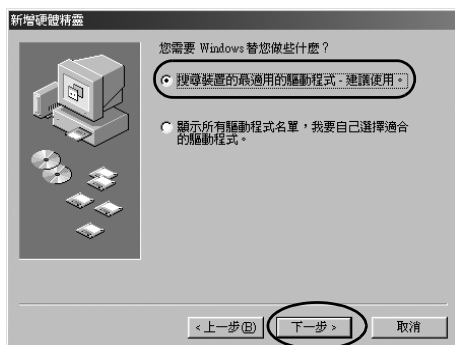 新增硬體精靈
您需要 Windows 替您做些什麼？
搜尋裝置的最適用的驅動程式 - 建議使用。
顯示所有驅動程式名單，我要自己選擇適合
的驅動程式。
<上一步(B)
下一步 >
取消